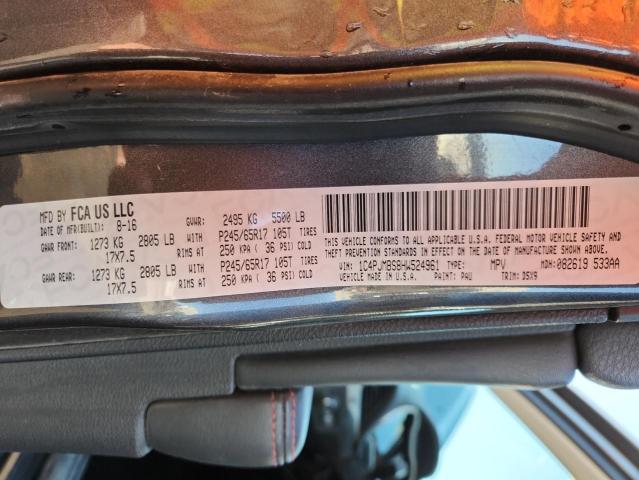 MFD BY FCA US LLC
DATE OF MFR(BUILT): 8-16 GVWR: 2495 KG 5500 LB
GAWR FRONT: 1273 KG 2805 LB WITH P245/65R17 105T TIRES
17X7.5 RIMS AT 250 KPA ( 36 PSI) COLD
GAWR REAR: 1273 KG 2805 LB WITH P245/65R17 105T TIRES
17X7.5 RIMS AT 250 KPA ( 36 PSI) COLD
THIS VEHICLE CONFORMS TO ALL APPLICABLE U.S.A. FEDERAL MOTOR VEHICLE SAFETY AND
THEFT PREVENTION STANDARDS IN EFFECT ON THE DATE OF MANUFACTURE SHOWN ABOVE.
VIN: TYPE: MPV MDH: 082619 533AA
VEHICLE MADE IN U.S.A. PAINT: PAU TRIM: D5X9